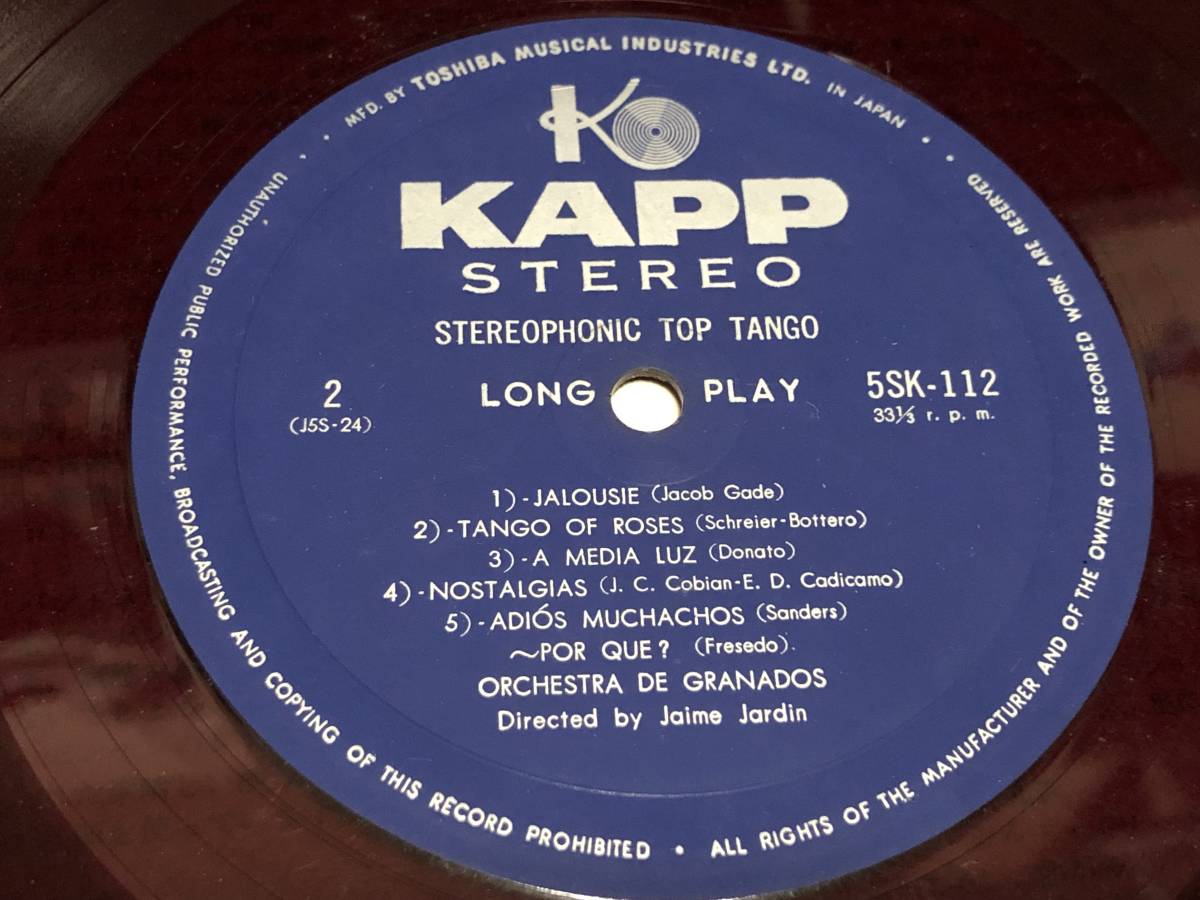 MFD. BY TOSHIBA MUSICAL INDUSTRIES LTD. IN JAPAN
K
KAPP
STEREO
STEREOPHONIC TOP TANGO
2 LONG PLAY 5SK-112
(J5S-24) 33⅓ r. p. m.
1)-JALOUSIE (Jacob Gade)
2)-TANGO OF ROSES (Schreier-Bottero)
3)-A MEDIA LUZ (Donato)
4)-NOSTALGIAS (J. C. Cobian-E. D. Cadicamo)
5)-ADIÓS MUCHACHOS (Sanders)
~POR QUE? (Fresedo).
ORCHESTRA DE GRANADOS
Directed by Jaime Jardin
UNAUTHORIZED PUBLIC PERFORMANCE, BROADCASTING AND COPYING OF THIS RECORD PROHIBITED • ALL RIGHTS OF THE MANUFACTURER AND OF THE OWNER OF THE RECORDED WORK ARE RESERVED